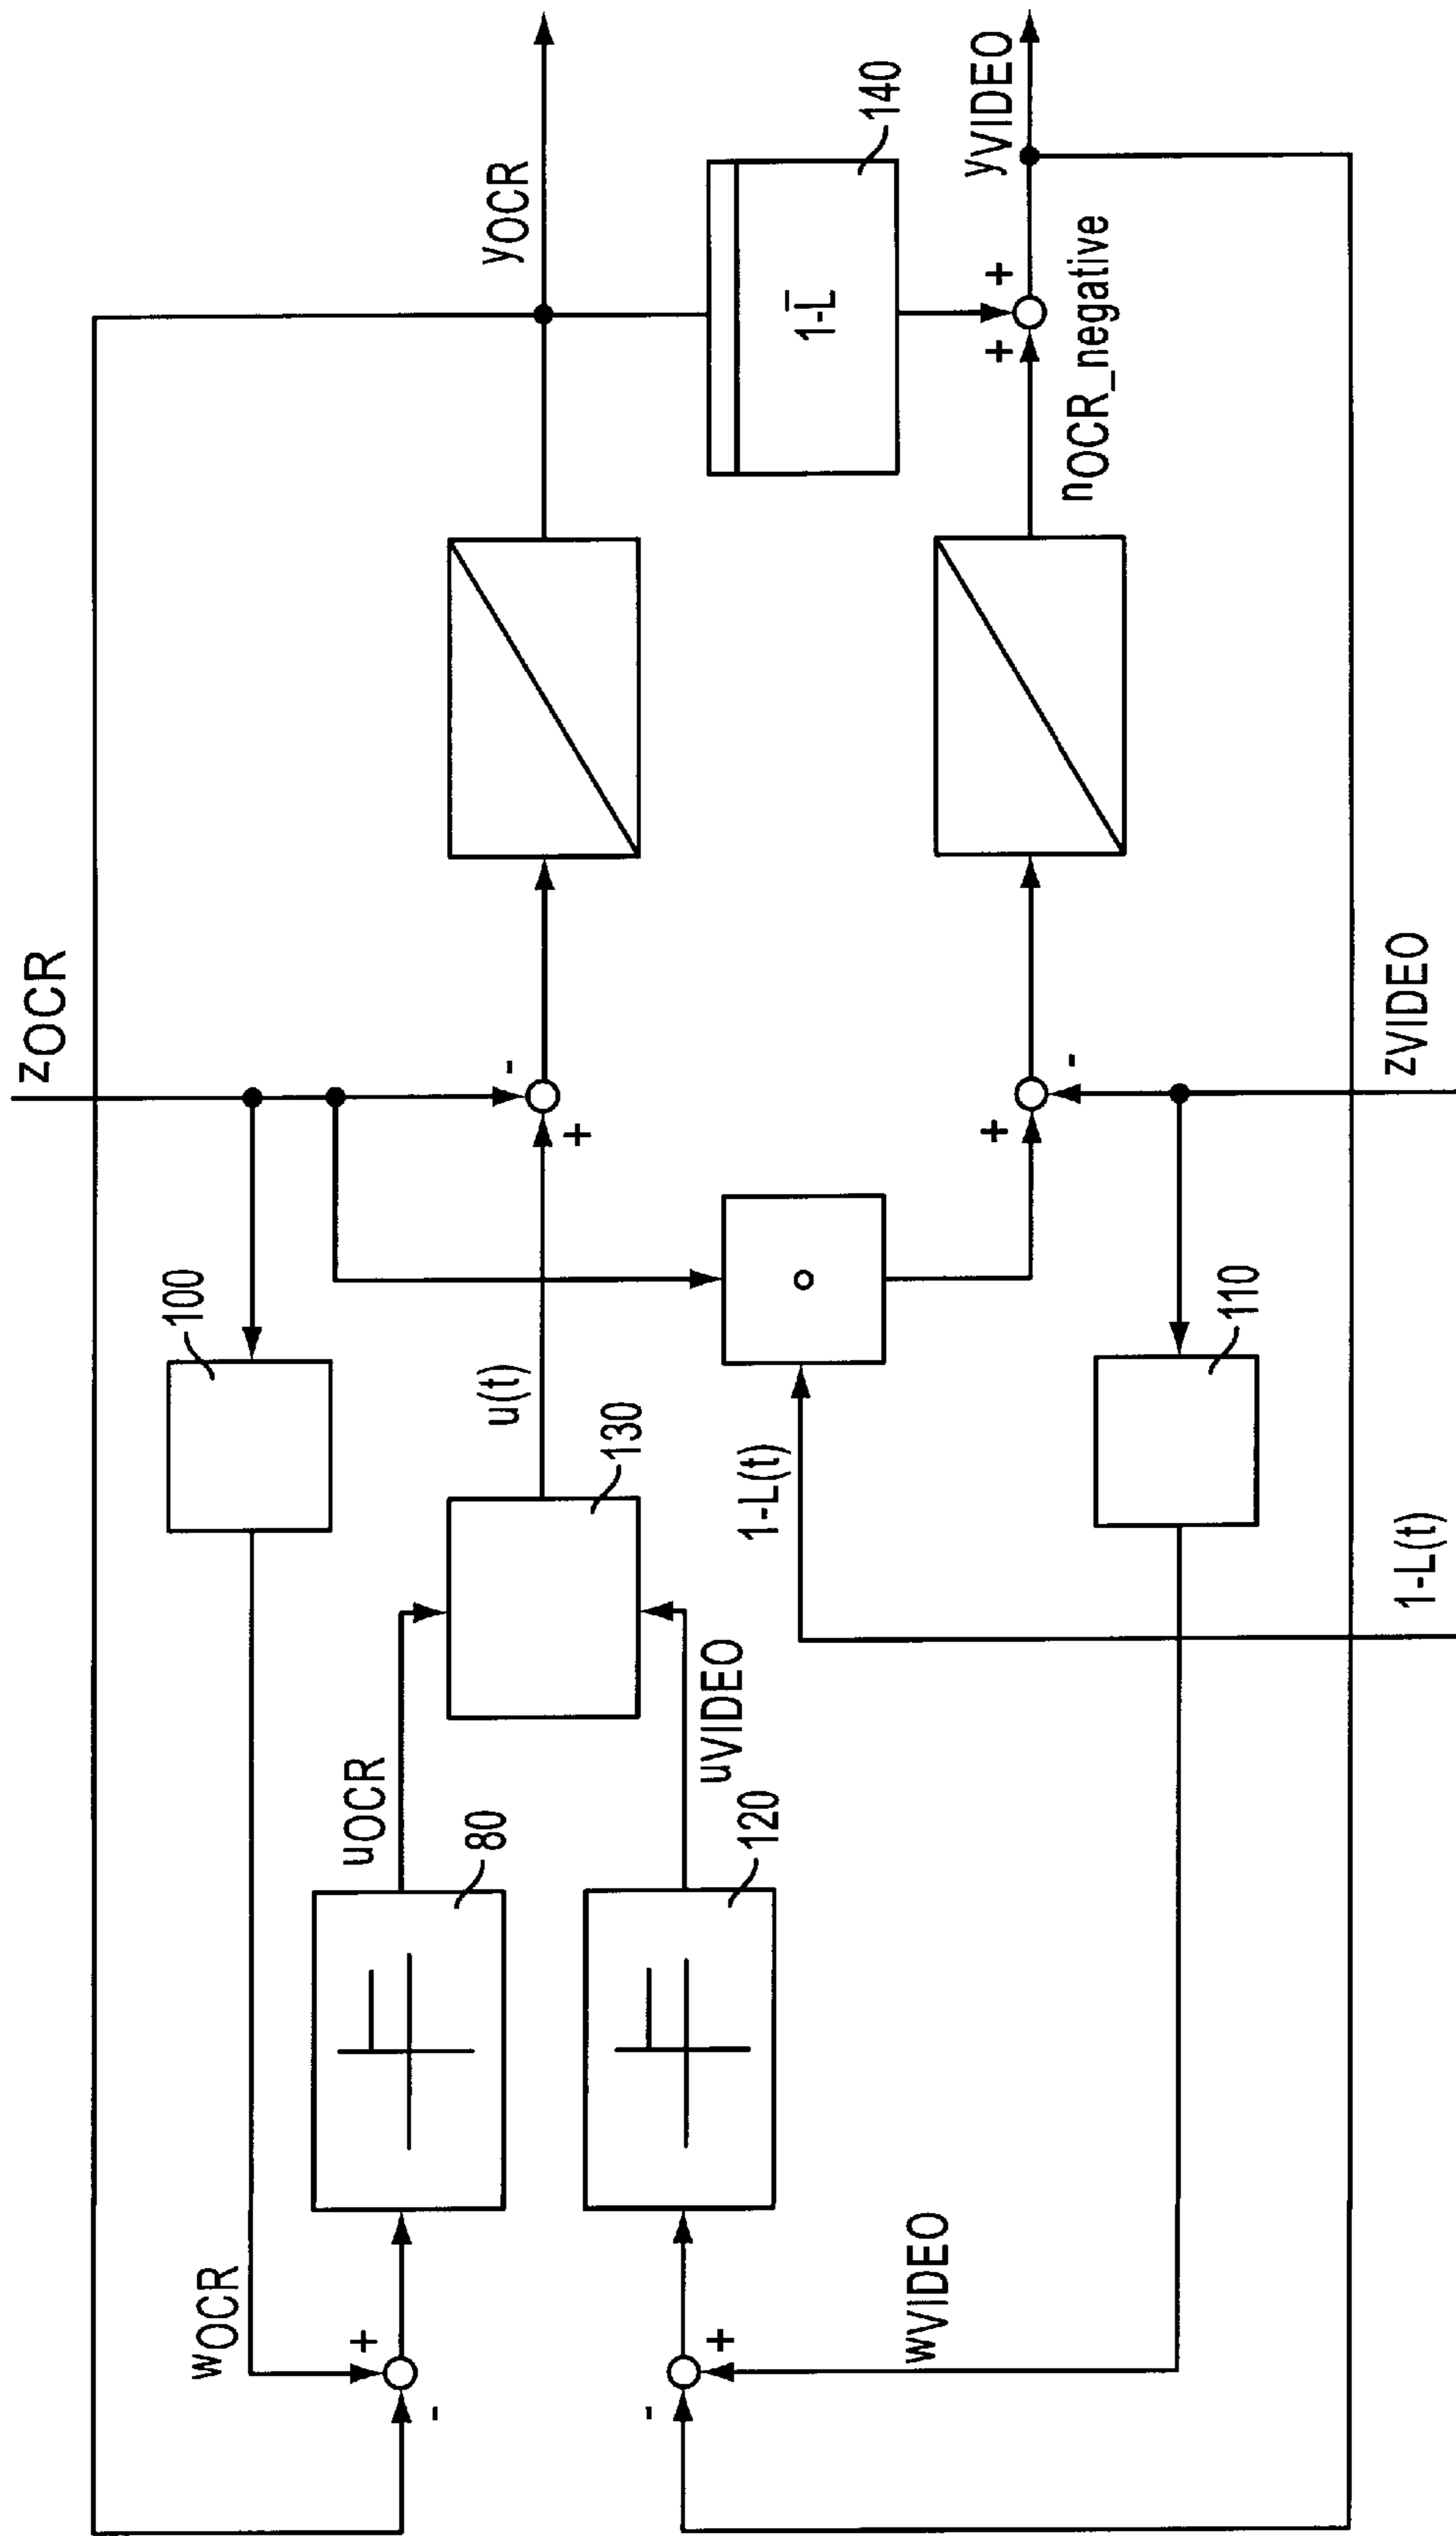 zOCR
yOCR
100
wOCR
+
-
uOCR
80
u(t)
130
+
-
140
1-L̅
120
uVIDEO
+
-
1-L(t)
+
-
+
+
yVIDEO
nOCR_negative
wVIDEO
110
1-L(t)
zVIDEO